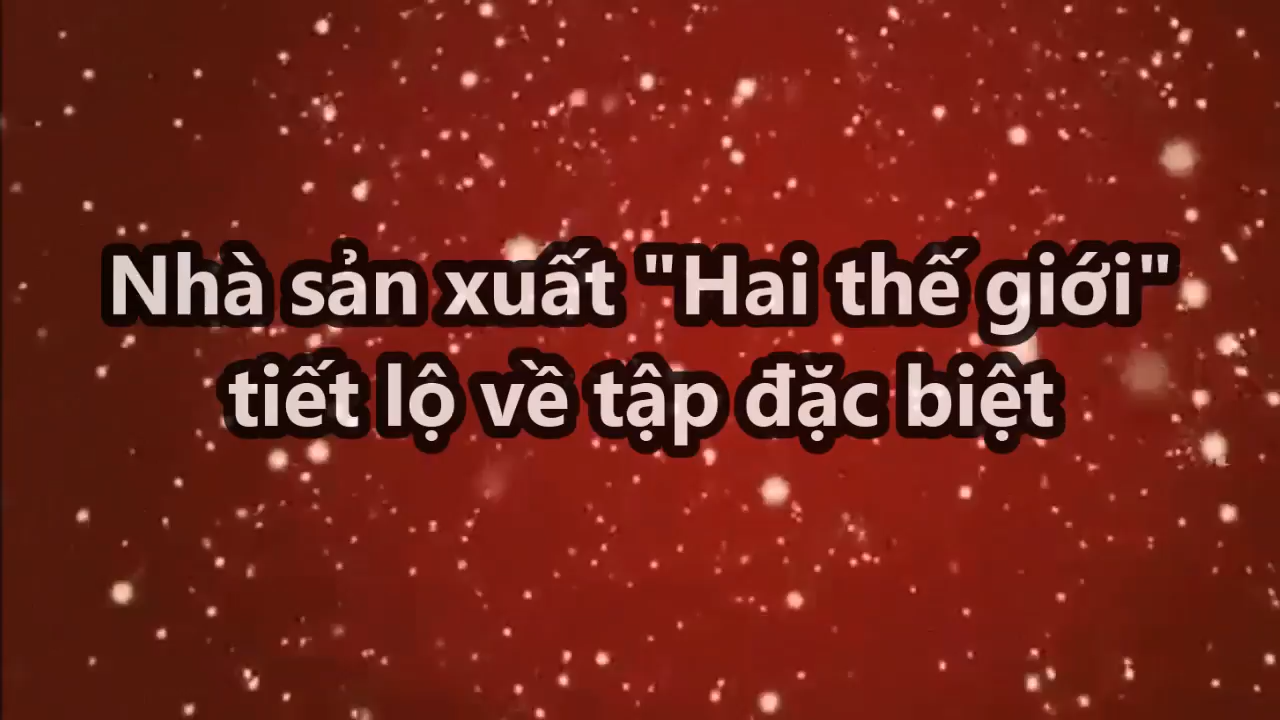 Nhà sản xuất "Hai thế giới"
tiết lộ về tập đặc biệt